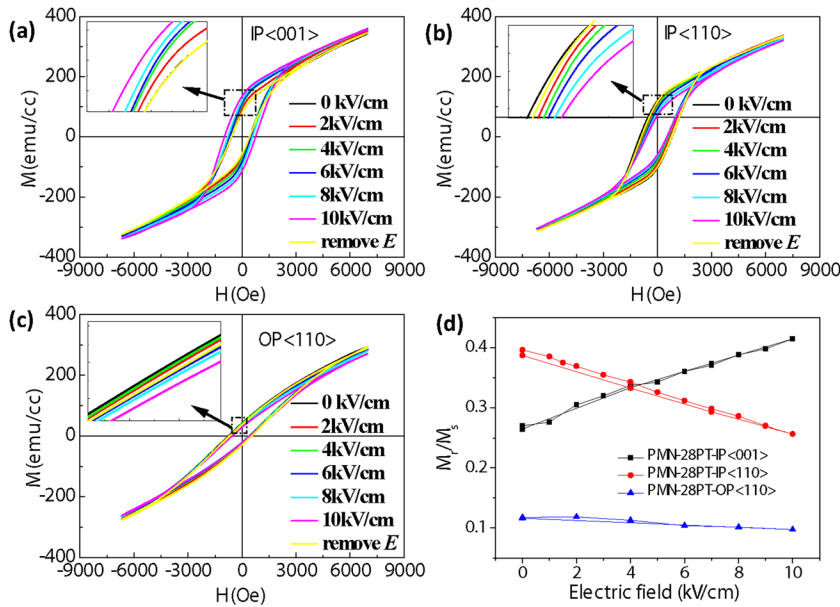 (a)
IP<001>
M(emu/cc)
400
200
0
-200
-400
0 kV/cm
2kV/cm
4kV/cm
6kV/cm
8kV/cm
10kV/cm
remove E
-9000 -6000 -3000 0 3000 6000 9000
H(Oe)
(b)
IP<110>
M(emu/cc)
400
200
0
-200
-400
0 kV/cm
2kV/cm
4kV/cm
6kV/cm
8kV/cm
10kV/cm
remove E
-9000 -6000 -3000 0 3000 6000 9000
H(Oe)
(c)
OP<110>
M(emu/cc)
400
200
0
-200
-400
0 kV/cm
2kV/cm
4kV/cm
6kV/cm
8kV/cm
10kV/cm
remove E
-9000 -6000 -3000 0 3000 6000 9000
H(Oe)
(d)
Mr/Ms
0.4
0.3
0.2
0.1
PMN-28PT-IP<001>
PMN-28PT-IP<110>
PMN-28PT-OP<110>
0 2 4 6 8 10
Electric field (kV/cm)